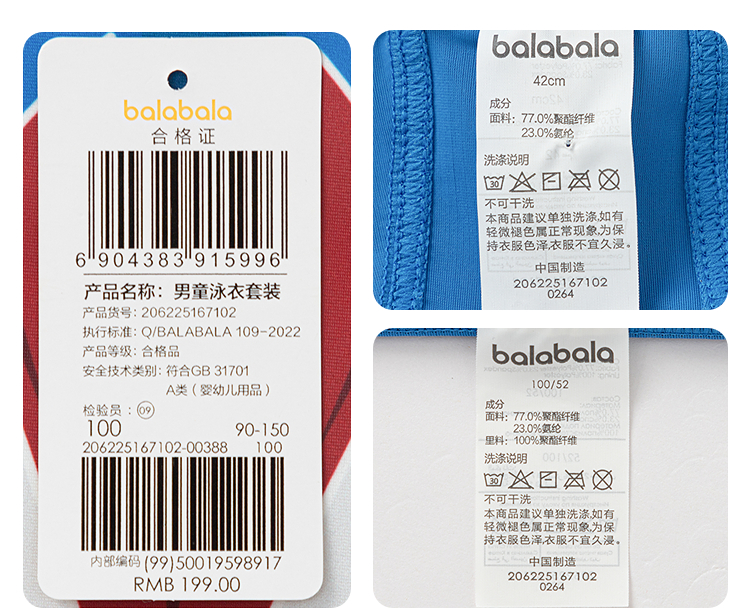 balabala
合格证
6 904383 915996
产品名称：男童泳衣套装
产品货号：206225167102
执行标准：Q/BALABALA 109-2022
产品等级：合格品
安全技术类别：符合GB 31701
A类（婴幼儿用品）
检验员：09
100 90-150
206225167102-00388 100
内部编码 (99)50019598917
RMB 199.00
balabala
42cm
成分
面料：77.0%聚酯纤维
23.0%氨纶
洗涤说明
30
不可干洗
本商品建议单独洗涤,如有
轻微褪色属正常现象,为保
持衣服色泽,衣服不宜久浸。
中国制造
206225167102
0264
balabala
100/52
成分
面料：77.0%聚酯纤维
23.0%氨纶
里料：100%聚酯纤维
洗涤说明
30
不可干洗
本商品建议单独洗涤,如有
轻微褪色属正常现象,为保
持衣服色泽,衣服不宜久浸。
中国制造
206225167102
0264